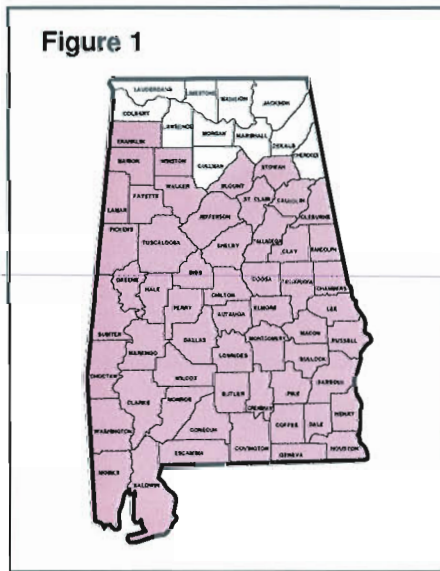 Figure 1
LAUDERDALE
LIMESTONE
MADISON
JACKSON
COLBERT
LAWRENCE
MORGAN
MARSHALL
DEKALB
FRANKLIN
CHEROKEE
MARION
WINSTON
CULLMAN
ETOWAH
BLOUNT
WALKER
LAMAR
FAYETTE
ST. CLAIR
CALHOUN
JEFFERSON
CLEBURNE
PICKENS
TUSCALOOSA
SHELBY
TALLADEGA
CLAY
RANDOLPH
BIBB
GREENE
HALE
COOSA
TALLAPOOSA
CHAMBERS
PERRY
CHILTON
AUTAUGA
ELMORE
LEE
SUMTER
MACON
RUSSELL
MARENGO
DALLAS
MONTGOMERY
LOWNDES
BULLOCK
CHOCTAW
WILCOX
BARBOUR
CLARKE
MONROE
BUTLER
PIKE
CRENSHAW
HENRY
WASHINGTON
CONECUH
COFFEE
DALE
ESCAMBIA
COVINGTON
GENEVA
HOUSTON
MOBILE
BALDWIN